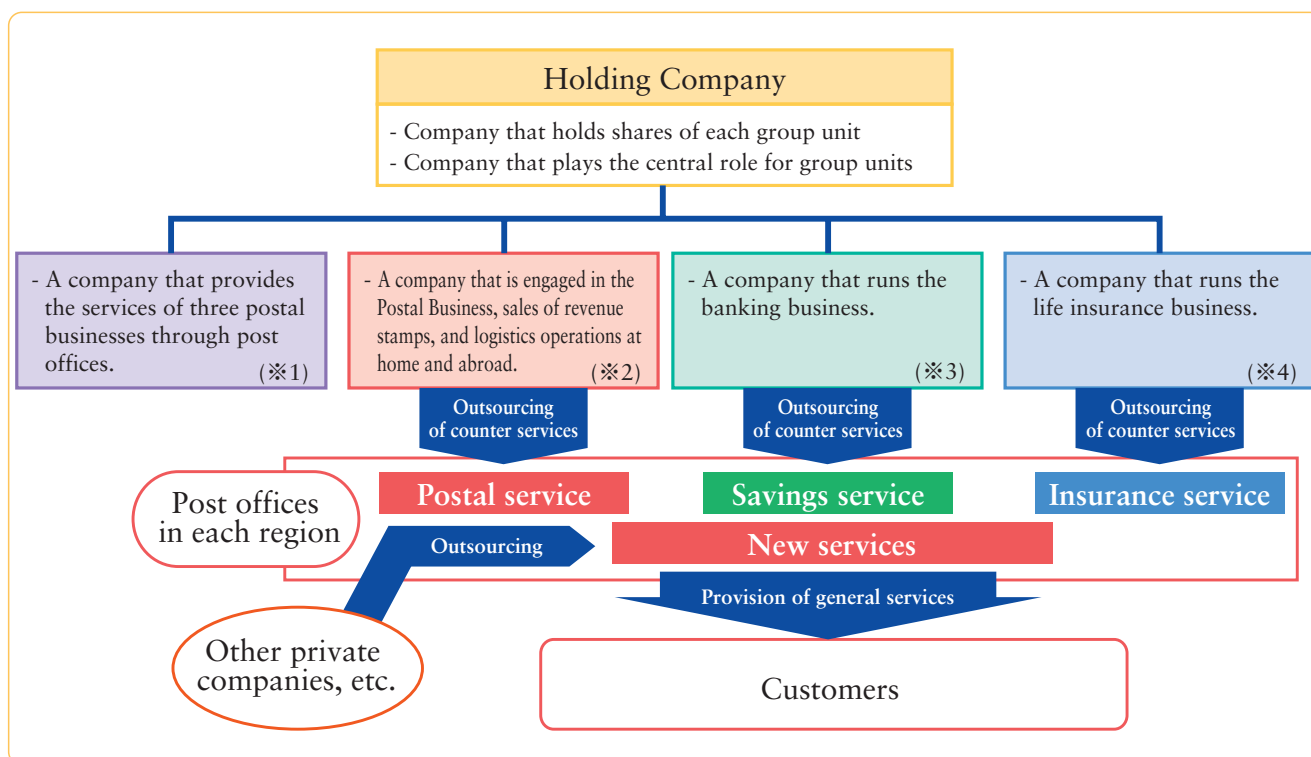 Holding Company
- Company that holds shares of each group unit
- Company that plays the central role for group units
- A company that provides
the services of three postal
businesses through post
offices.
(※1)
- A company that is engaged in the
Postal Business, sales of revenue
stamps, and logistics operations at
home and abroad.
(※2)
- A company that runs the
banking business.
(※3)
- A company that runs the
life insurance business.
(※4)
Outsourcing
of counter services
Outsourcing
of counter services
Outsourcing
of counter services
Post offices
in each region
Postal service
Savings service
Insurance service
Outsourcing
New services
Provision of general services
Other private
companies, etc.
Customers